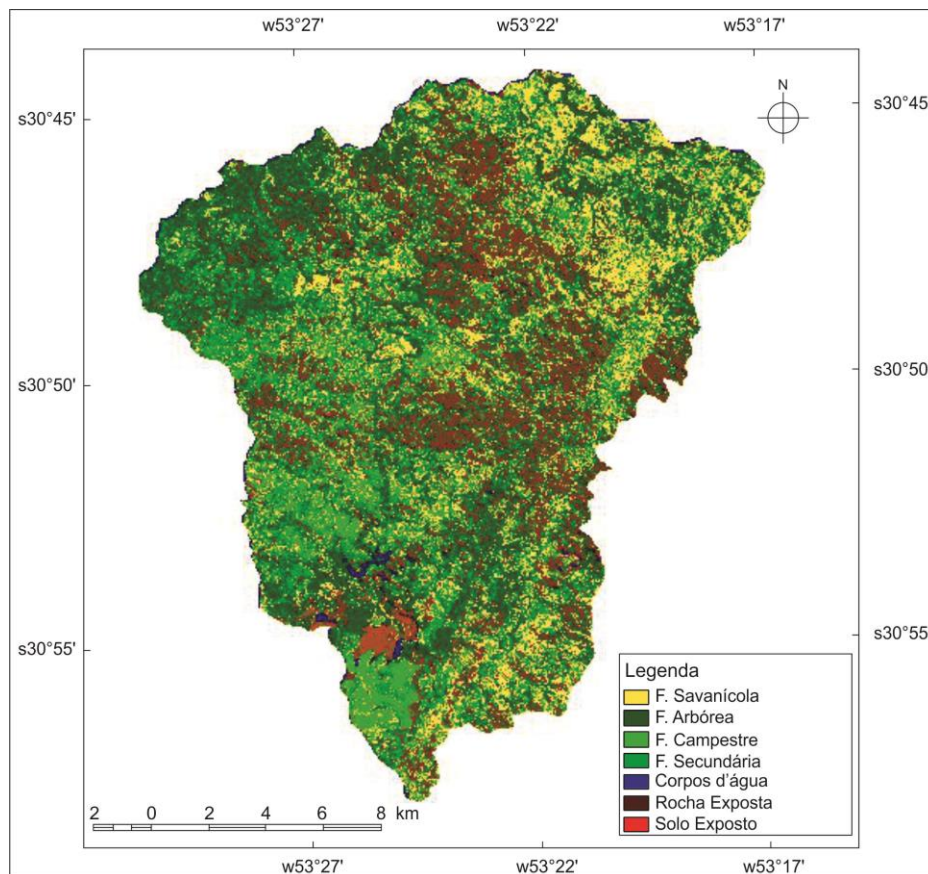 w53°27' w53°22' w53°17'
N
s30°45' s30°45'
s30°50' s30°50'
s30°55' s30°55'
Legenda
F. Savanícola
F. Arbórea
F. Campestre
F. Secundária
Corpos d'água
Rocha Exposta
Solo Exposto
2 0 2 4 6 8 km
w53°27' w53°22' w53°17'